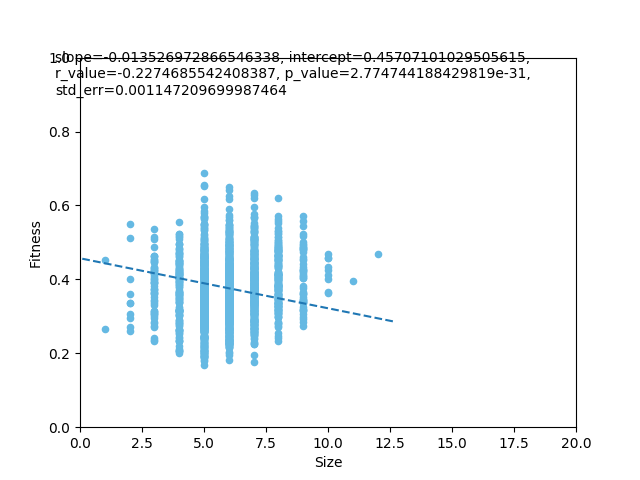 slope=-0.013526972866546338, intercept=0.45707101029505615,
r_value=-0.2274685542408387, p_value=2.774744188429819e-31,
std_err=0.001147209699987464
1.0
0.8
0.6
0.4
0.2
0.0
Fitness
0.0 2.5 5.0 7.5 10.0 12.5 15.0 17.5 20.0
Size